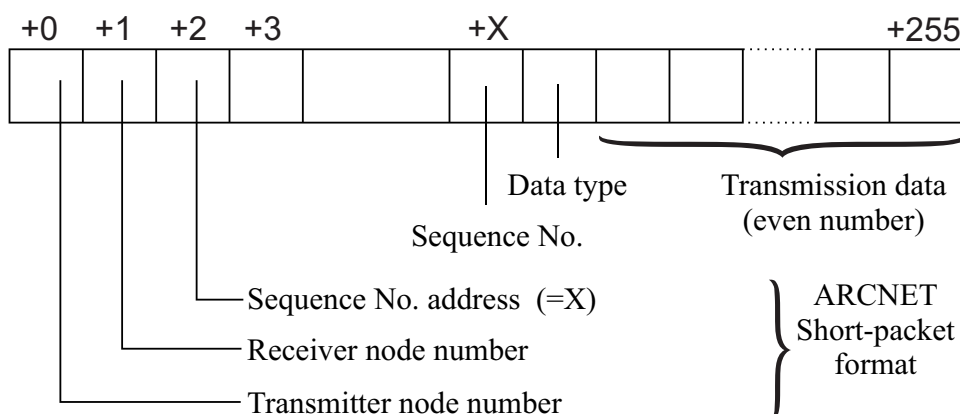 +0 +1 +2 +3 +X +255
Data type
Transmission data
(even number)
Sequence No.
Sequence No. address (=X)
Receiver node number
Transmitter node number
ARCNET
Short-packet
format